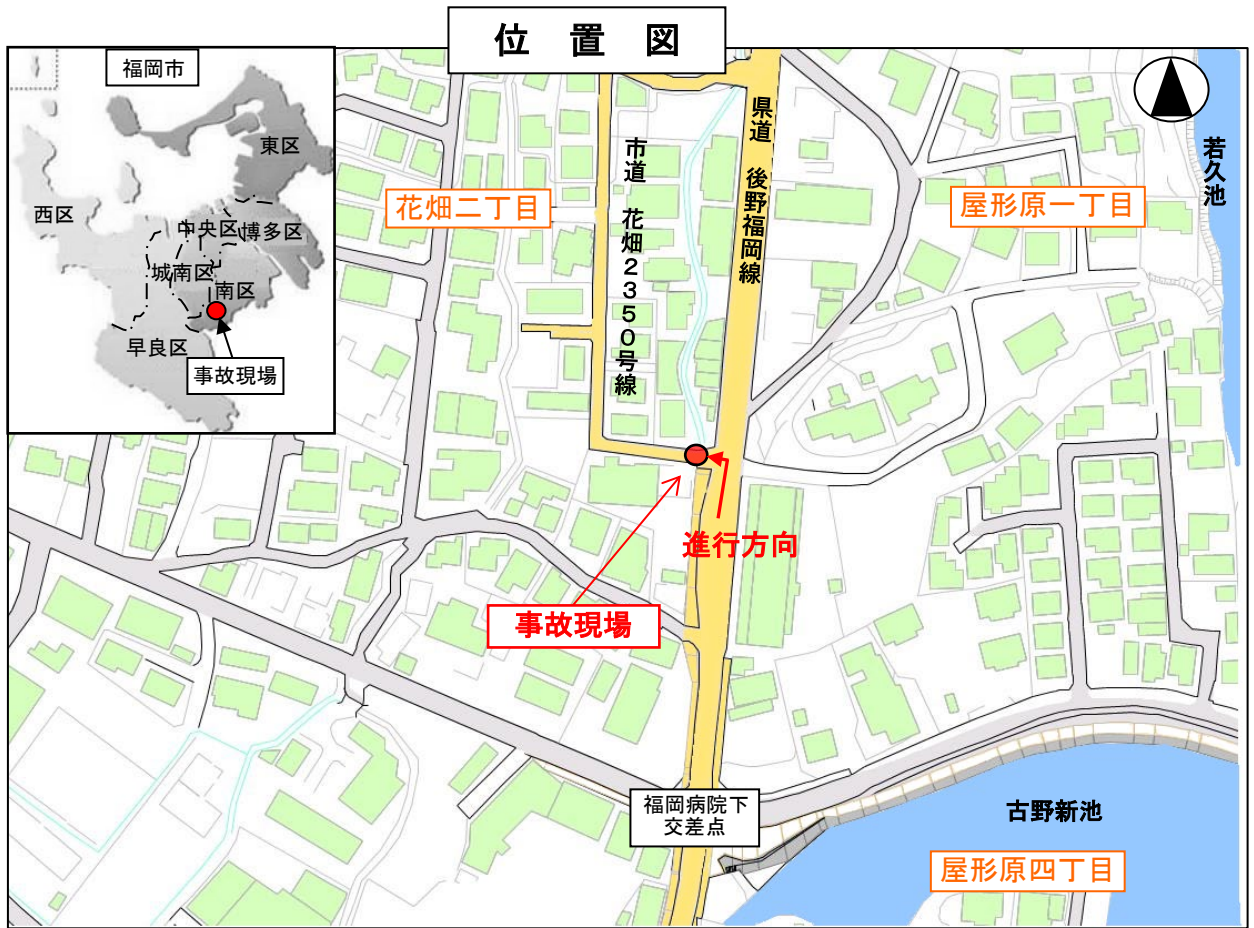 位 置 図
福岡市
東区
西区
中央区
博多区
城南区
南区
早良区
事故現場
花畑二丁目
市道 花畑2350号線
県道 後野福岡線
屋形原一丁目
若久池
進行方向
事故現場
福岡病院下
交差点
古野新池
屋形原四丁目